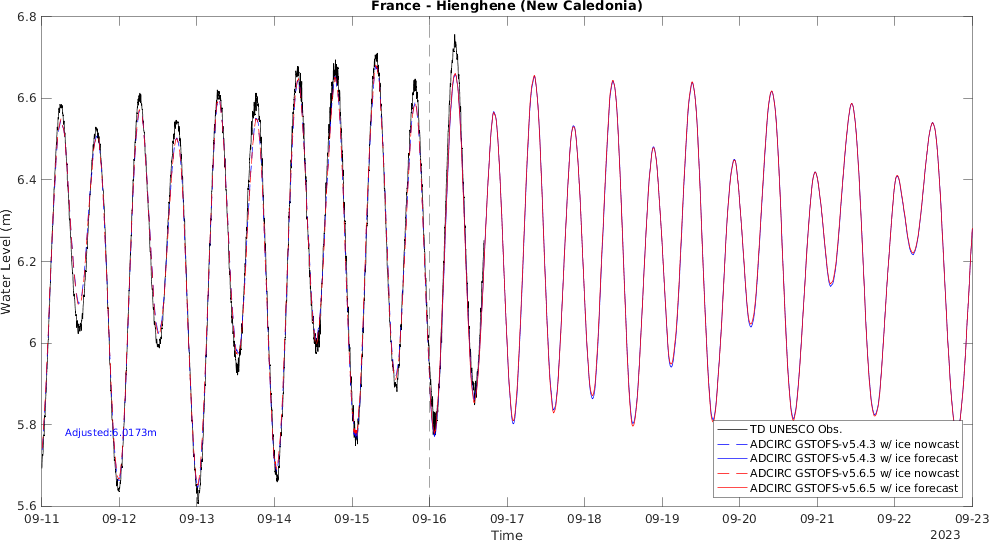 France - Hienghene (New Caledonia)
Water Level (m)
6.8
6.6
6.4
6.2
6
5.8
5.6
Adjusted:6.0173m
TD UNESCO Obs.
ADCIRC GSTOFS-v5.4.3 w/ ice nowcast
ADCIRC GSTOFS-v5.4.3 w/ ice forecast
ADCIRC GSTOFS-v5.6.5 w/ ice nowcast
ADCIRC GSTOFS-v5.6.5 w/ ice forecast
09-11 09-12 09-13 09-14 09-15 09-16 09-17 09-18 09-19 09-20 09-21 09-22 09-23
Time
2023